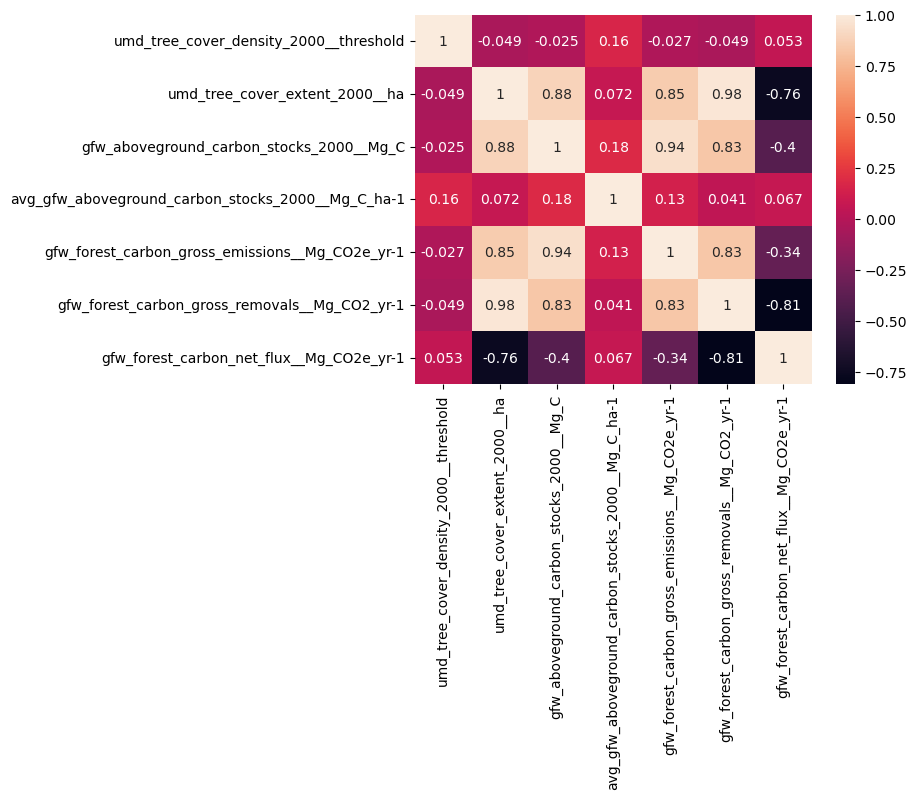 umd_tree_cover_density_2000__threshold 1 -0.049 -0.025 0.16 -0.027 -0.049 0.053
umd_tree_cover_extent_2000__ha -0.049 1 0.88 0.072 0.85 0.98 -0.76
gfw_aboveground_carbon_stocks_2000__Mg_C -0.025 0.88 1 0.18 0.94 0.83 -0.4
avg_gfw_aboveground_carbon_stocks_2000__Mg_C_ha-1 0.16 0.072 0.18 1 0.13 0.041 0.067
gfw_forest_carbon_gross_emissions__Mg_CO2e_yr-1 -0.027 0.85 0.94 0.13 1 0.83 -0.34
gfw_forest_carbon_gross_removals__Mg_CO2_yr-1 -0.049 0.98 0.83 0.041 0.83 1 -0.81
gfw_forest_carbon_net_flux__Mg_CO2e_yr-1 0.053 -0.76 -0.4 0.067 -0.34 -0.81 1
umd_tree_cover_density_2000__threshold
umd_tree_cover_extent_2000__ha
gfw_aboveground_carbon_stocks_2000__Mg_C
avg_gfw_aboveground_carbon_stocks_2000__Mg_C_ha-1
gfw_forest_carbon_gross_emissions__Mg_CO2e_yr-1
gfw_forest_carbon_gross_removals__Mg_CO2_yr-1
gfw_forest_carbon_net_flux__Mg_CO2e_yr-1
1.00
0.75
0.50
0.25
0.00
−0.25
−0.50
−0.75